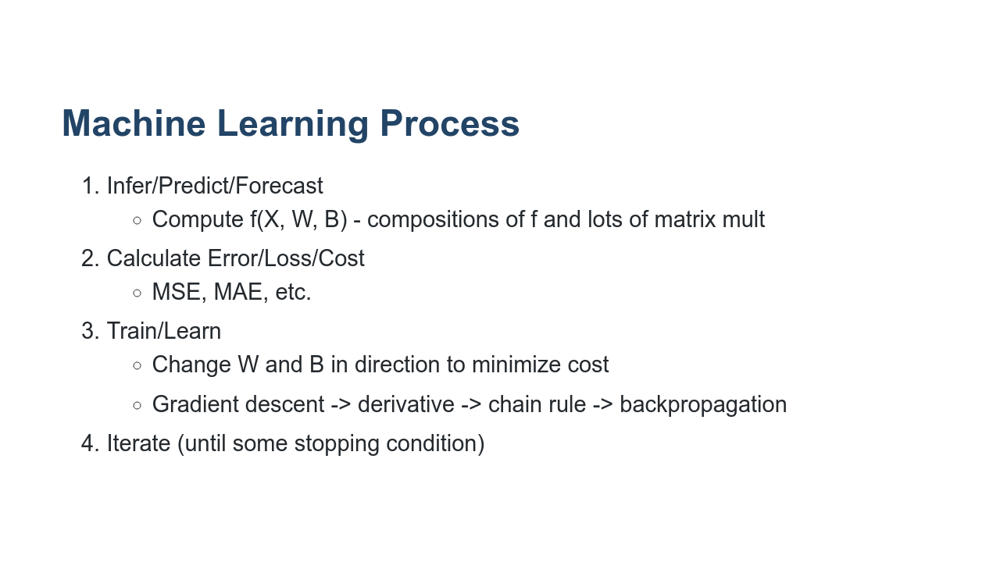 Machine Learning Process
1. Infer/Predict/Forecast
○ Compute f(X, W, B) - compositions of f and lots of matrix mult
2. Calculate Error/Loss/Cost
○ MSE, MAE, etc.
3. Train/Learn
○ Change W and B in direction to minimize cost
○ Gradient descent -> derivative -> chain rule -> backpropagation
4. Iterate (until some stopping condition)